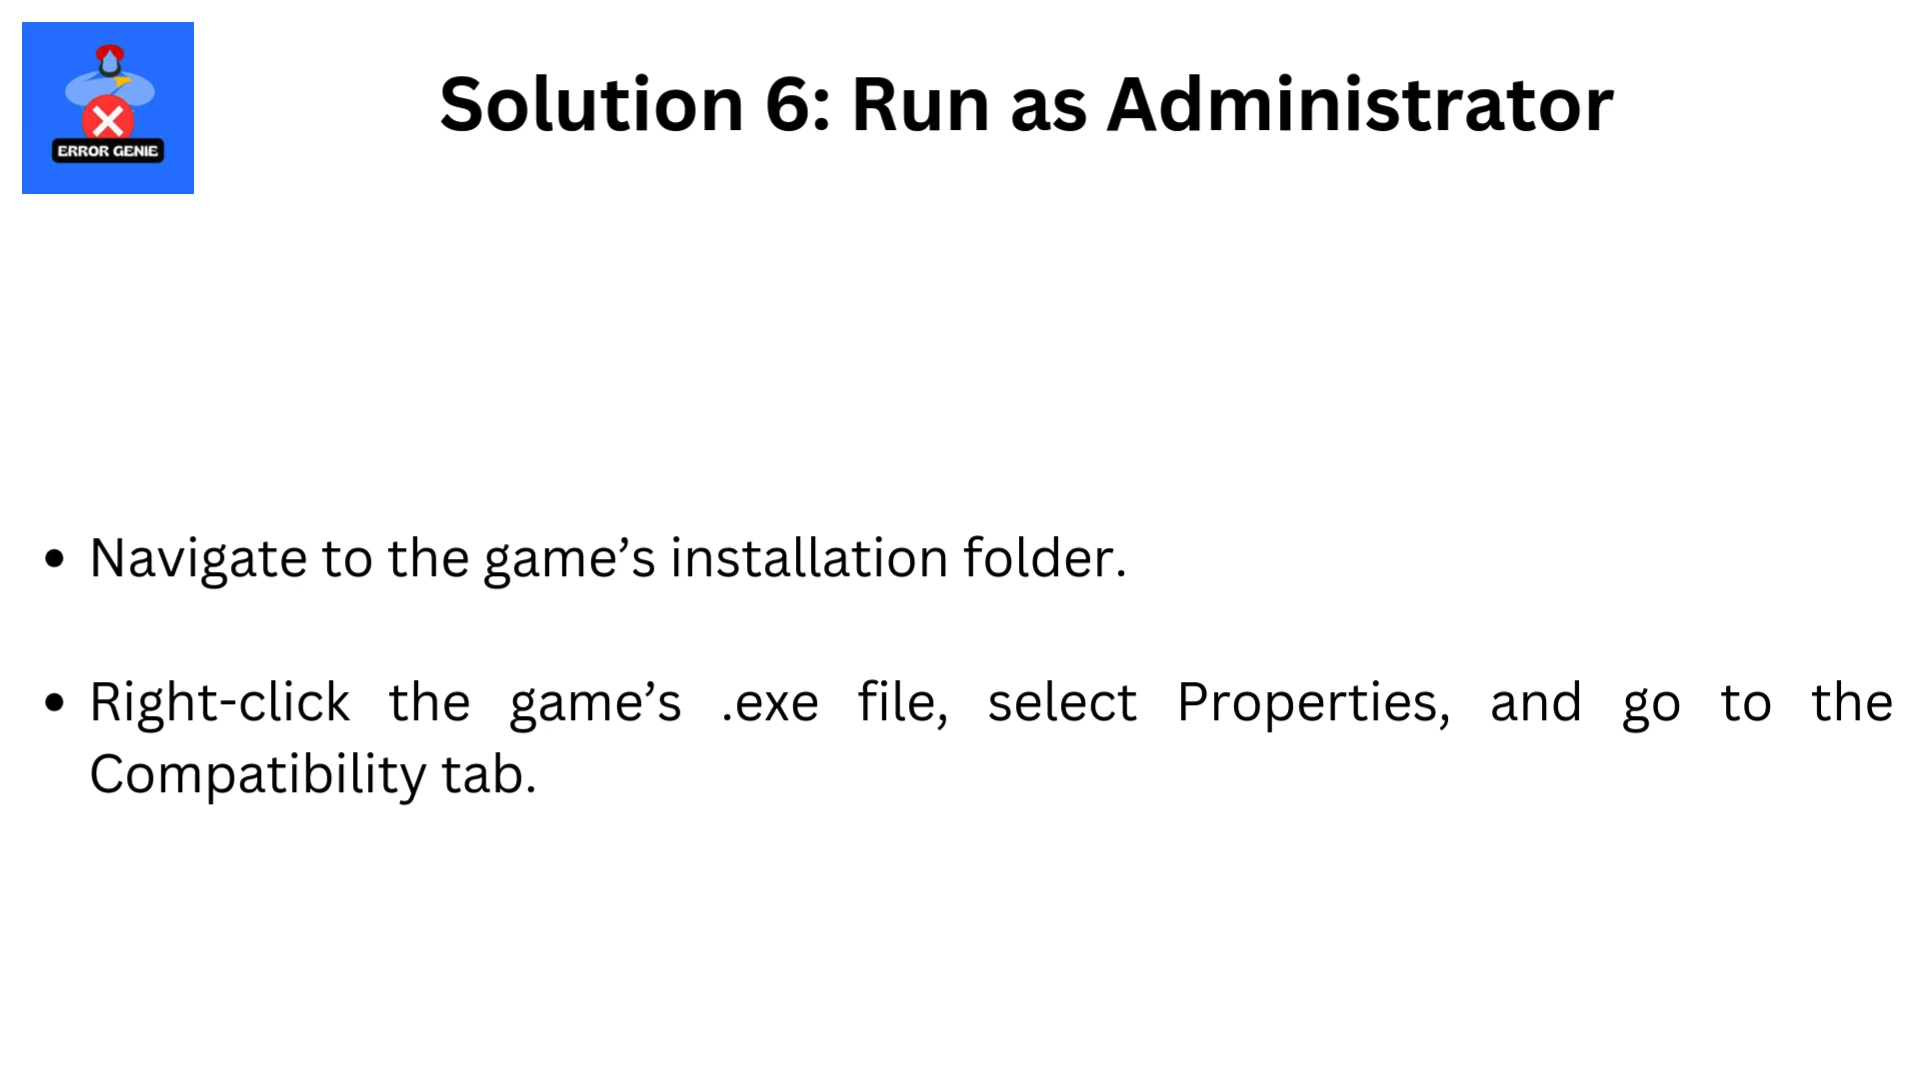 ERROR GENIE
Solution 6: Run as Administrator
• Navigate to the game’s installation folder.
• Right-click the game’s .exe file, select Properties, and go to the
Compatibility tab.